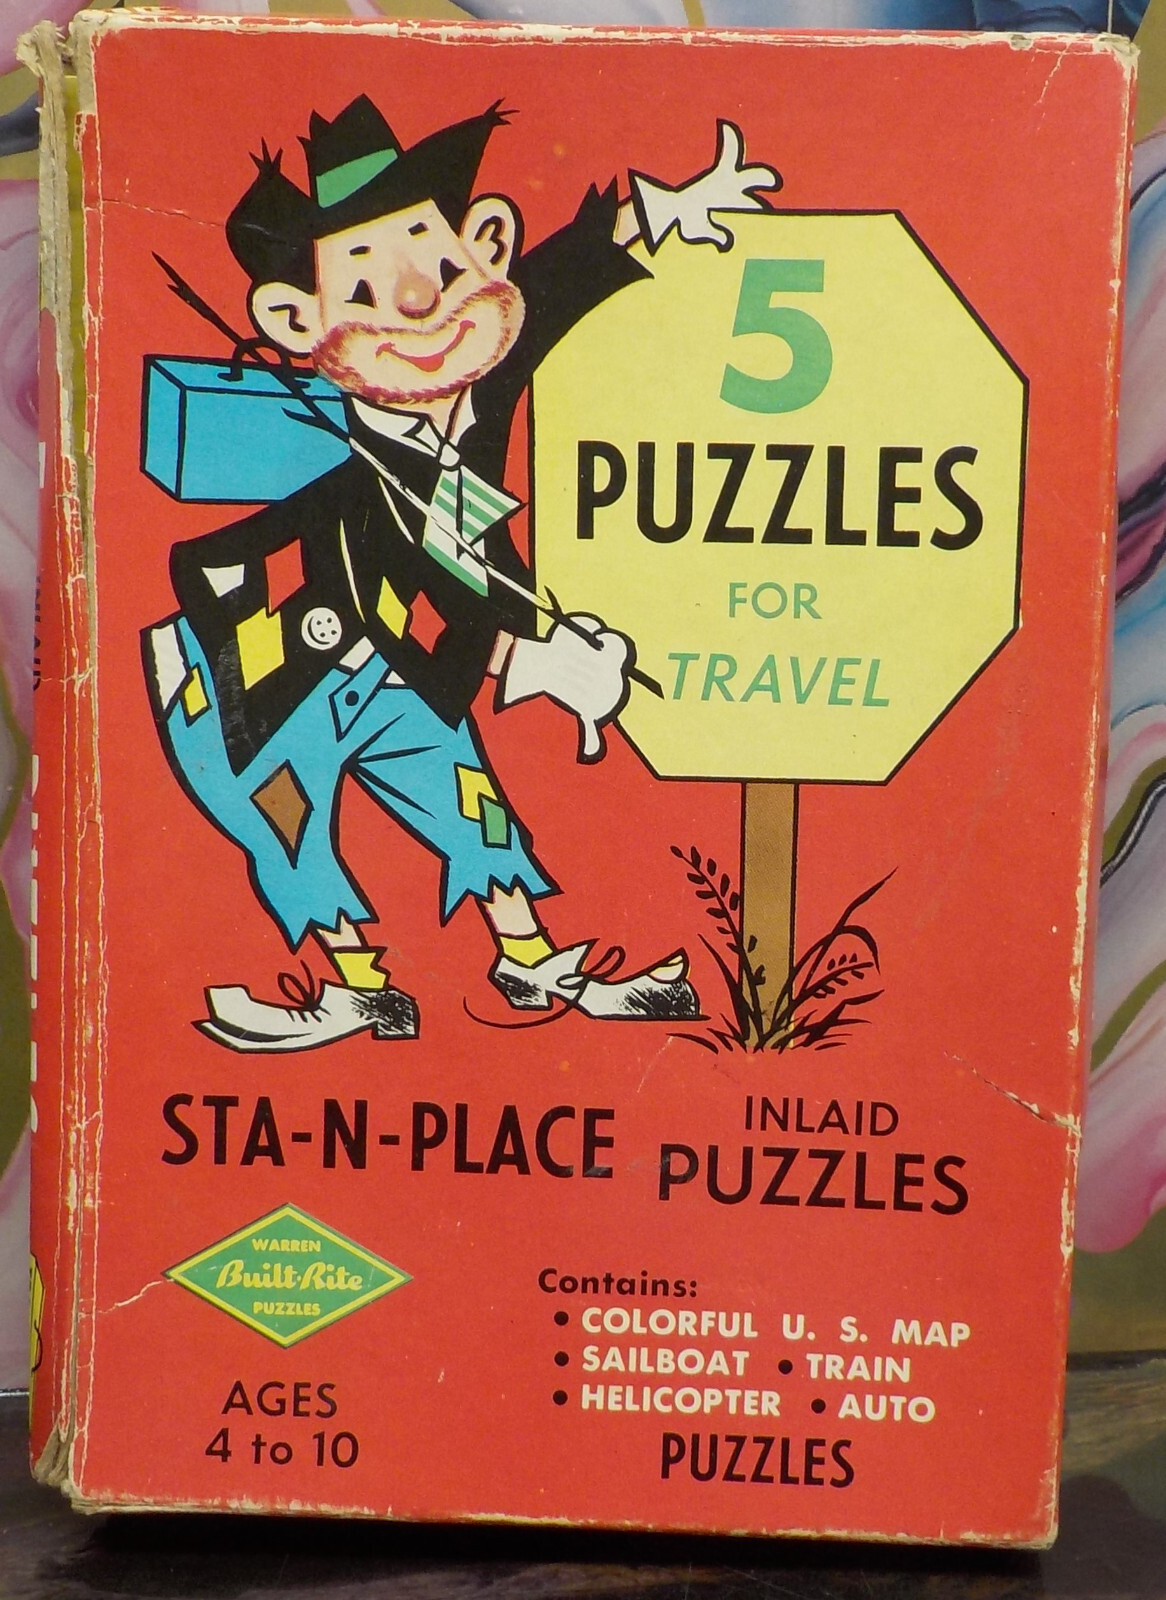 5
PUZZLES
FOR
TRAVEL
STA-N-PLACE
INLAID
PUZZLES
WARREN
Built-Rite
PUZZLES
AGES
4 to 10
Contains:
• COLORFUL U. S. MAP
• SAILBOAT • TRAIN
• HELICOPTER • AUTO
PUZZLES